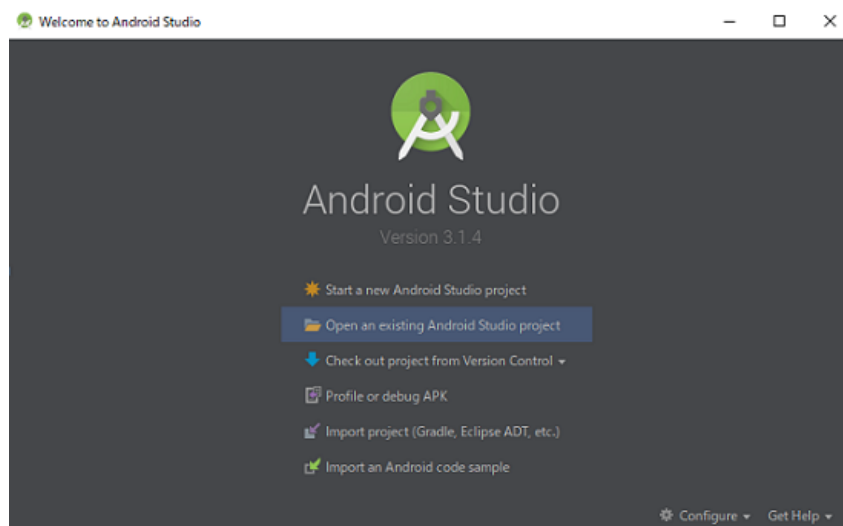 Welcome to Android Studio
Android Studio
Version 3.1.4
Start a new Android Studio project
Open an existing Android Studio project
Check out project from Version Control
Profile or debug APK
Import project (Gradle, Eclipse ADT, etc.)
Import an Android code sample
Configure
Get Help